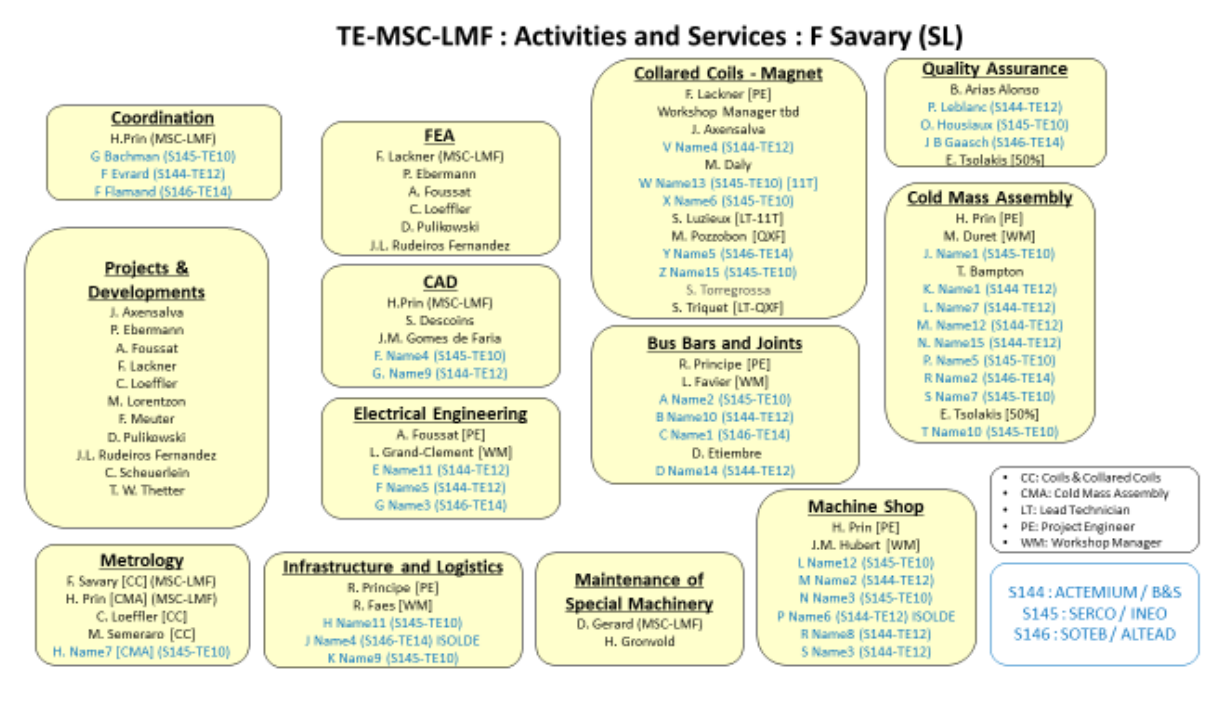 TE-MSC-LMF : Activities and Services : F Savary (SL)
Coordination
H.Prin (MSC-LMF)
G Bachman (S145-TE10)
F Evrard (S144-TE12)
F Flamand (S146-TE14)
Projects &
Developments
J. Axensalva
P. Ebermann
A. Foussat
F. Lackner
C. Loeffler
M. Lorentzon
F. Meuter
D. Pulikowski
J.L. Rudeiros Fernandez
C. Scheuerlein
T. W. Thetter
Metrology
F. Savary [CC] (MSC-LMF)
H. Prin [CMA] (MSC-LMF)
C. Loeffler [CC]
M. Semeraro [CC]
H. Name7 [CMA] (S145-TE10)
FEA
F. Lackner (MSC-LMF)
P. Ebermann
A. Foussat
C. Loeffler
D. Pulikowski
J.L. Rudeiros Fernandez
CAD
H.Prin (MSC-LMF)
S. Descoins
J.M. Gomes de Faria
F. Name4 (S145-TE10)
G. Name9 (S144-TE12)
Electrical Engineering
A. Foussat [PE]
L. Grand-Clement [WM]
E Name11 (S144-TE12)
F Name5 (S144-TE12)
G Name3 (S146-TE14)
Infrastructure and Logistics
R. Principe [PE]
R. Faes [WM]
H Name11 (S145-TE10)
J Name4 (S146-TE14) ISOLDE
K Name9 (S145-TE10)
Collared Coils - Magnet
F. Lackner [PE]
Workshop Manager tbd
J. Axensalva
V Name4 (S144-TE12)
M. Daly
W Name13 (S145-TE10) [11T]
X Name6 (S145-TE10)
S. Luzieux [LT-11T]
M. Pozzobon [QXF]
Y Name5 (S146-TE14)
Z Name15 (S145-TE10)
S. Torregrossa
S. Triquet [LT-QXF]
Bus Bars and Joints
R. Principe [PE]
L. Favier [WM]
A Name2 (S145-TE10)
B Name10 (S144-TE12)
C Name1 (S146-TE14)
D. Etiembre
D Name14 (S144-TE12)
Maintenance of
Special Machinery
D. Gerard (MSC-LMF)
H. Gronvold
Quality Assurance
B. Arias Alonso
P. Leblanc (S144-TE12)
O. Housiaux (S145-TE10)
J B Gaasch (S146-TE14)
E. Tsolakis [50%]
Cold Mass Assembly
H. Prin [PE]
M. Duret [WM]
J. Name1 (S145-TE10)
T. Bampton
K. Name1 (S144 TE12)
L. Name7 (S144-TE12)
M. Name12 (S144-TE12)
N. Name15 (S144-TE12)
P. Name5 (S145-TE10)
R Name2 (S146-TE14)
S Name7 (S145-TE10)
E. Tsolakis [50%]
T Name10 (S145-TE10)
Machine Shop
H. Prin [PE]
J.M. Hubert [WM]
L Name12 (S145-TE10)
M Name2 (S144-TE12)
N Name3 (S145-TE10)
P Name6 (S144-TE12) ISOLDE
R Name8 (S144-TE12)
S Name3 (S144-TE12)
• CC: Coils & Collared Coils
• CMA: Cold Mass Assembly
• LT: Lead Technician
• PE: Project Engineer
• WM: Workshop Manager
S144 : ACTEMIUM / B&S
S145 : SERCO / INEO
S146 : SOTEB / ALTEAD